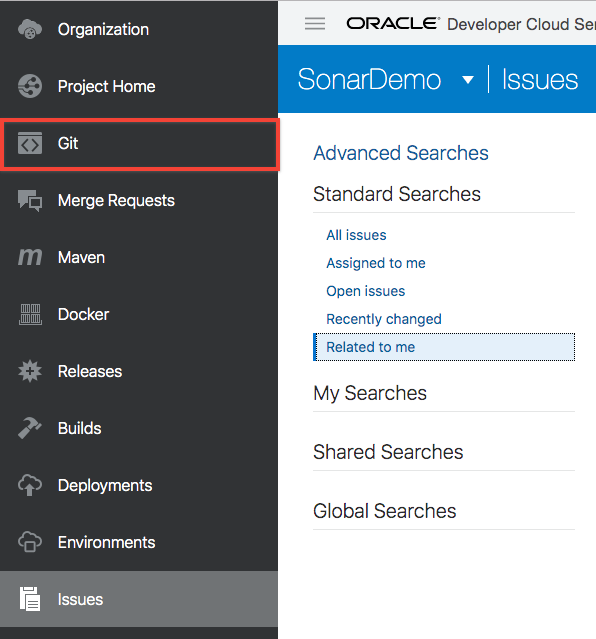 Organization
Project Home
Git
Merge Requests
m Maven
Docker
Releases
Builds
Deployments
Environments
Issues
ORACLE® Developer Cloud Se
SonarDemo | Issues
Advanced Searches
Standard Searches
All issues
Assigned to me
Open issues
Recently changed
Related to me
My Searches
Shared Searches
Global Searches